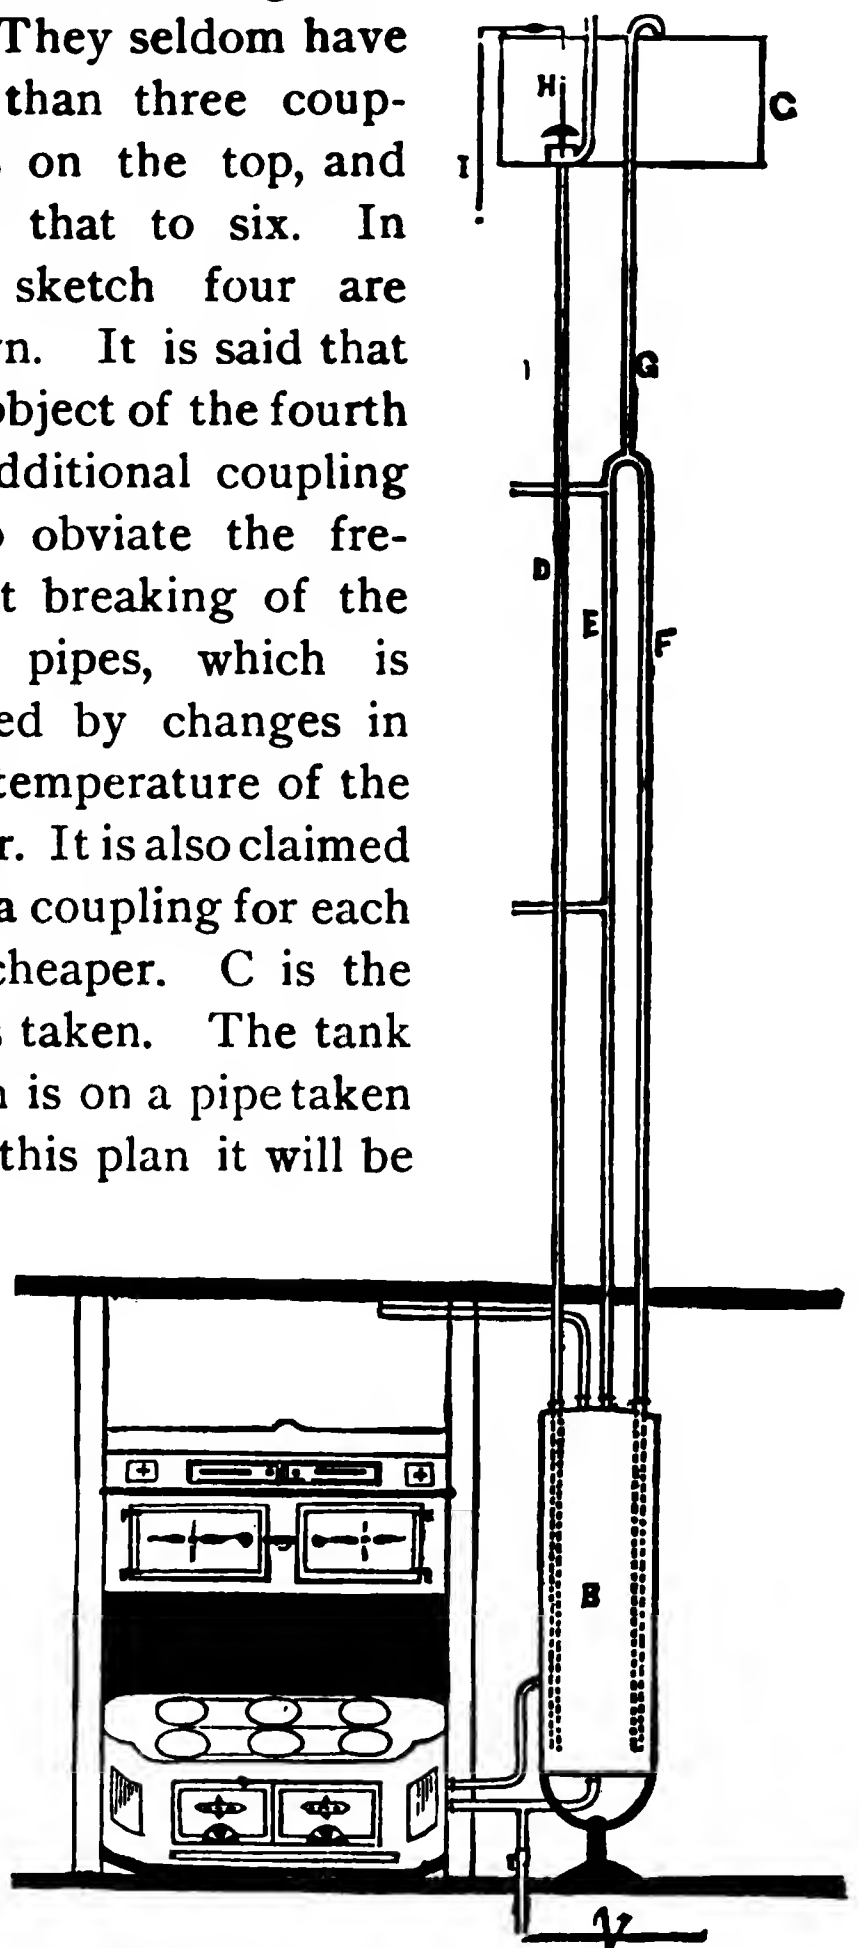 They seldom have
than three coup-
on the top, and
that to six. In
sketch four are
n. It is said that
object of the fourth
dditional coupling
obviate the fre-
t breaking of the
pipes, which is
ed by changes in
temperature of the
r. It is also claimed
a coupling for each
cheaper. C is the
s taken. The tank
is on a pipe taken
this plan it will be
H
C
I
G
D
E
F
B